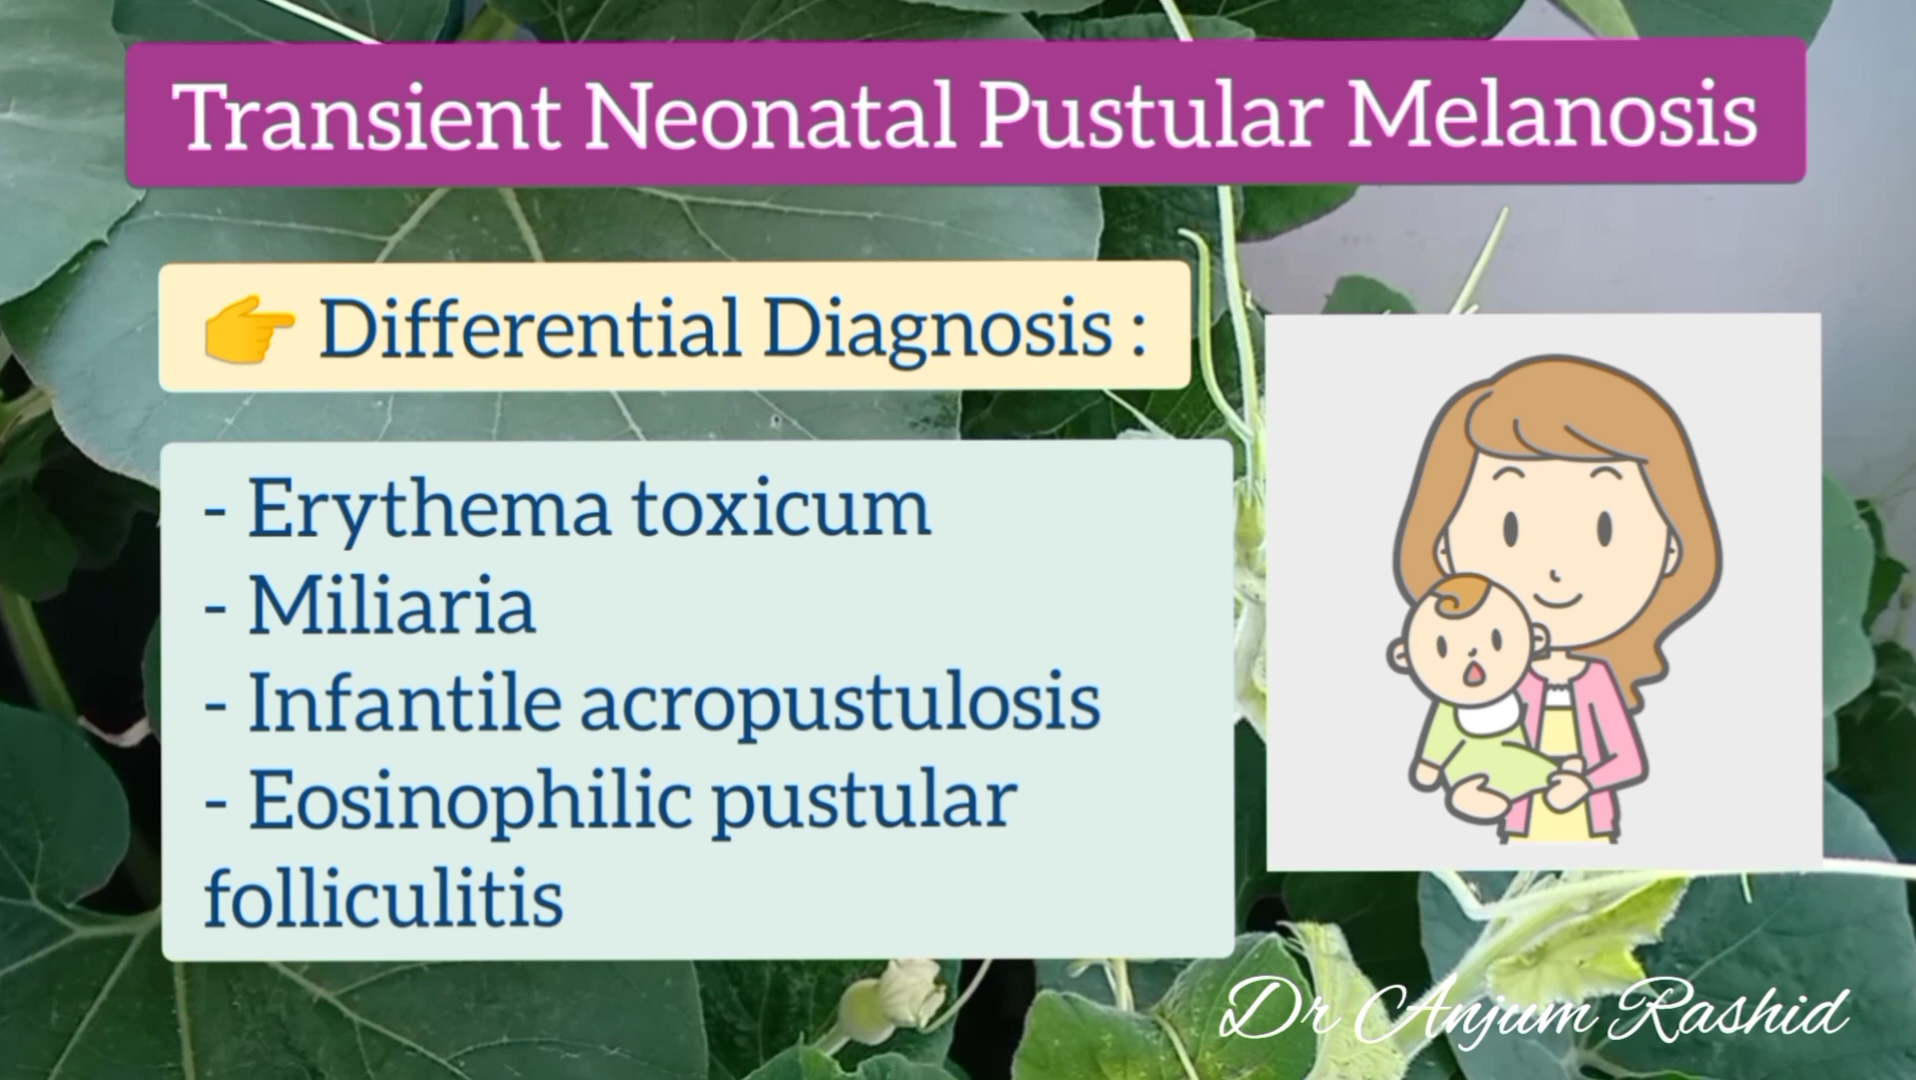 Transient Neonatal Pustular Melanosis
👉 Differential Diagnosis :
- Erythema toxicum
- Miliaria
- Infantile acropustulosis
- Eosinophilic pustular
folliculitis
Dr Anjum Rashid